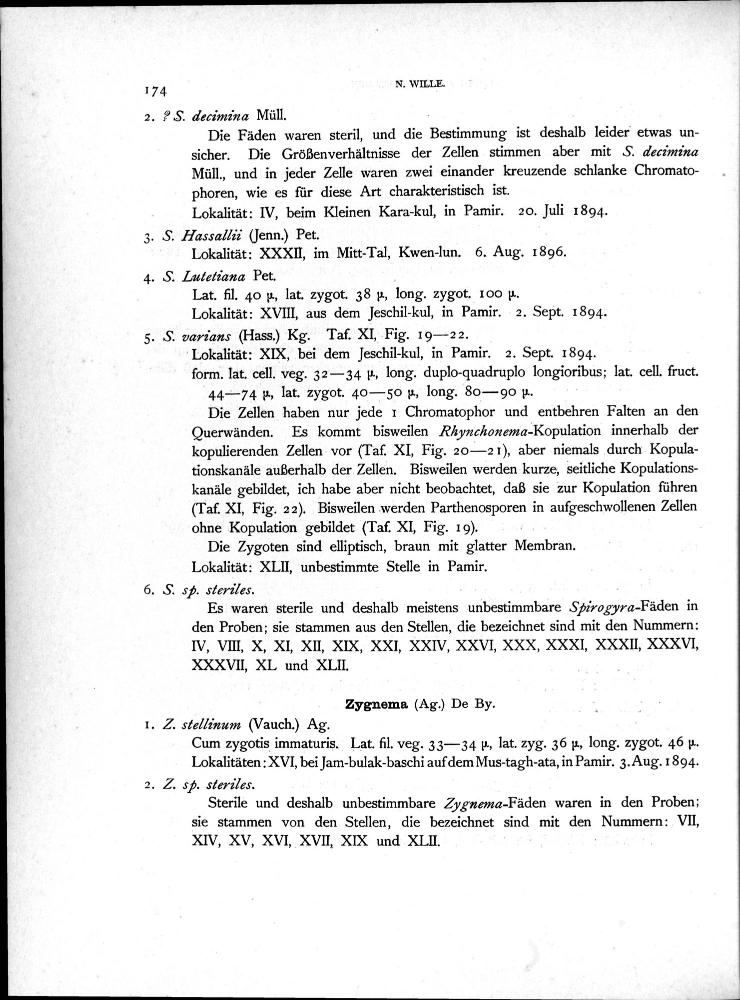 174
N. WILLE.
2. ? S. decimina Müll.
Die Fäden waren steril, und die Bestimmung ist deshalb leider etwas un-
sicher. Die Größenverhältnisse der Zellen stimmen aber mit S. decimina
Müll., und in jeder Zelle waren zwei einander kreuzende schlanke Chromato-
phoren, wie es für diese Art charakteristisch ist.
Lokalität: IV, beim Kleinen Kara-kul, in Pamir. 20. Juli 1894.
3. S. Hassallii (Jenn.) Pet.
Lokalität: XXXII, im Mitt-Tal, Kwen-lun. 6. Aug. 1896.
4. S. Lutetiana Pet.
Lat. fil. 40 µ, lat. zygot. 38 µ, long. zygot. 100 µ.
Lokalität: XVIII, aus dem Jeschil-kul, in Pamir. 2. Sept. 1894.
5. S. varians (Hass.) Kg. Taf. XI, Fig. 19—22.
Lokalität: XIX, bei dem Jeschil-kul, in Pamir. 2. Sept. 1894.
form. lat. cell. veg. 32—34 µ, long. duplo-quadruplo longioribus; lat. cell. fruct.
44—74 µ, lat. zygot. 40—50 µ, long. 80—90 µ.
Die Zellen haben nur jede 1 Chromatophor und entbehren Falten an den
Querwänden. Es kommt bisweilen Rhynchonema-Kopulation innerhalb der
kopulierenden Zellen vor (Taf. XI, Fig. 20—21), aber niemals durch Kopula-
tionskanäle außerhalb der Zellen. Bisweilen werden kurze, seitliche Kopulations-
kanäle gebildet, ich habe aber nicht beobachtet, daß sie zur Kopulation führen
(Taf. XI, Fig. 22). Bisweilen werden Parthenosporen in aufgeschwollenen Zellen
ohne Kopulation gebildet (Taf. XI, Fig. 19).
Die Zygoten sind elliptisch, braun mit glatter Membran.
Lokalität: XLII, unbestimmte Stelle in Pamir.
6. S. sp. steriles.
Es waren sterile und deshalb meistens unbestimmbare Spirogyra-Fäden in
den Proben; sie stammen aus den Stellen, die bezeichnet sind mit den Nummern:
IV, VIII, X, XI, XII, XIX, XXI, XXIV, XXVI, XXX, XXXI, XXXII, XXXVI,
XXXVII, XL und XLII.
Zygnema (Ag.) De By.
1. Z. stellinum (Vauch.) Ag.
Cum zygotis immaturis. Lat. fil. veg. 33—34 µ, lat. zyg. 36 µ, long. zygot. 46 µ.
Lokalitäten: XVI, bei Jam-bulak-baschi auf dem Mus-tagh-ata, in Pamir. 3. Aug. 1894.
2. Z. sp. steriles.
Sterile und deshalb unbestimmbare Zygnema-Fäden waren in den Proben;
sie stammen von den Stellen, die bezeichnet sind mit den Nummern: VII,
XIV, XV, XVI, XVII, XIX und XLII.